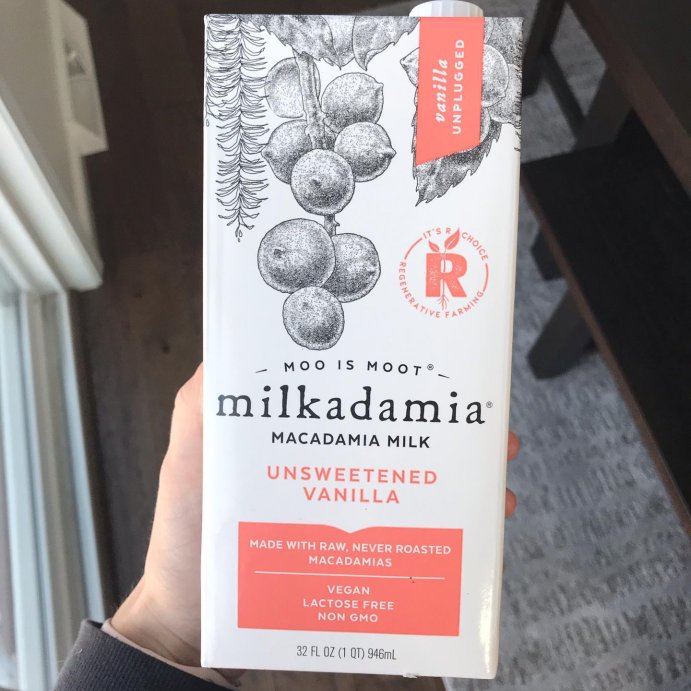 vanilla
UNPLUGGED
IT'S R CHOICE
R
REGENERATIVE FARMING
MOO IS MOOT®
milkadamia®
MACADAMIA MILK
UNSWEETENED
VANILLA
MADE WITH RAW, NEVER ROASTED
MACADAMIAS
VEGAN
LACTOSE FREE
NON GMO
32 FL OZ (1 QT) 946mL